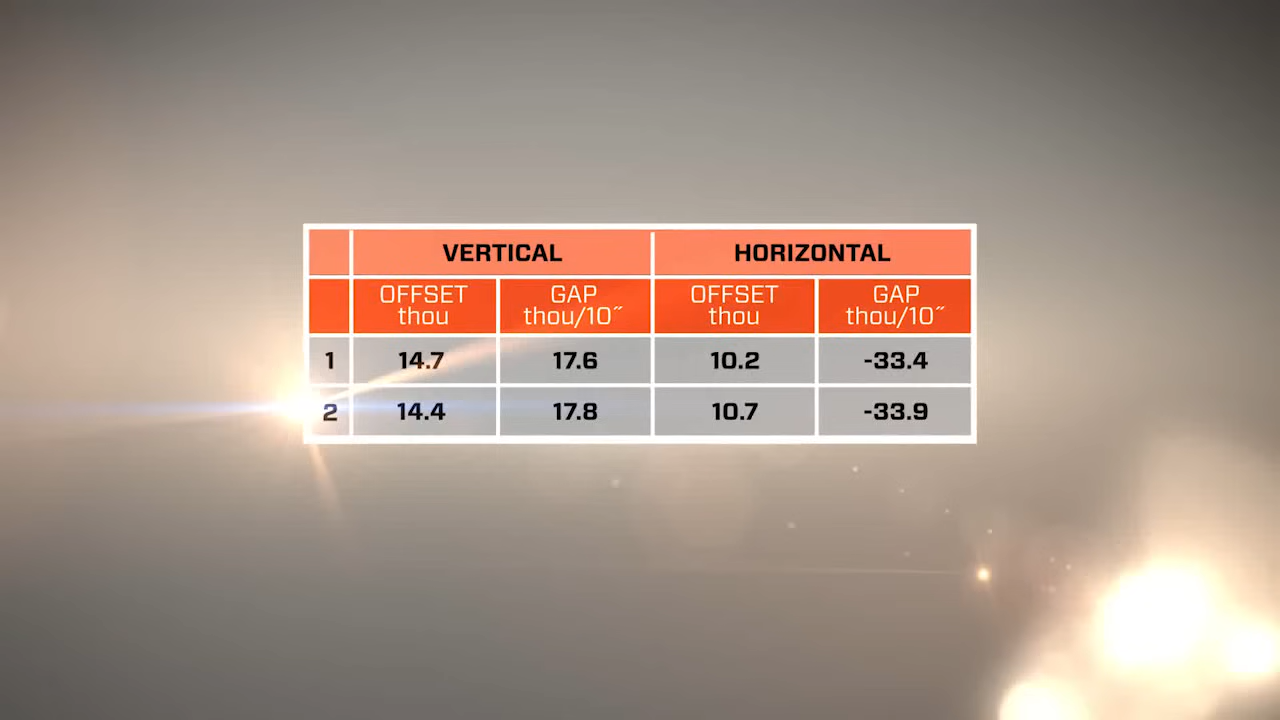 VERTICAL HORIZONTAL
OFFSET thou GAP thou/10˝ OFFSET thou GAP thou/10˝
1 14.7 17.6 10.2 -33.4
2 14.4 17.8 10.7 -33.9